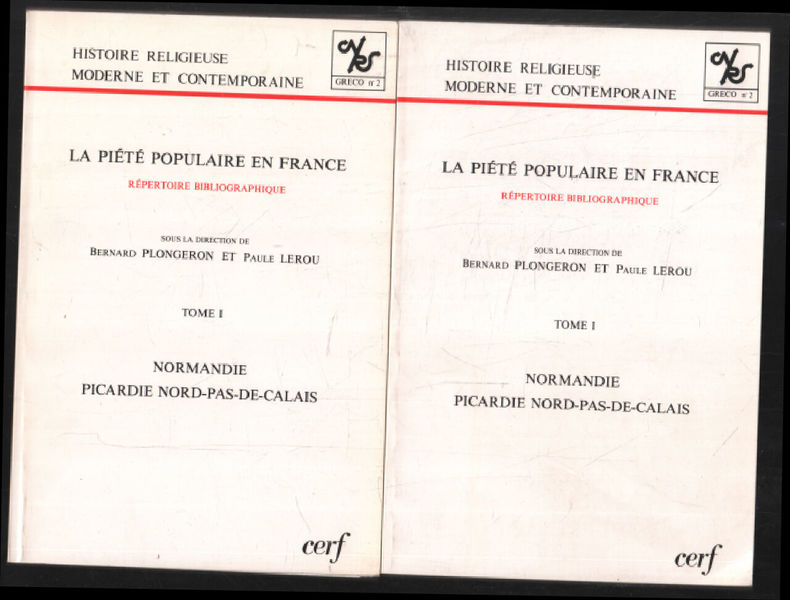 HISTOIRE RELIGIEUSE
MODERNE ET CONTEMPORAINE
CNRS
GRECO n° 2
LA PIÉTÉ POPULAIRE EN FRANCE
RÉPERTOIRE BIBLIOGRAPHIQUE
SOUS LA DIRECTION DE
BERNARD PLONGERON ET PAULE LEROU
TOME I
NORMANDIE
PICARDIE NORD-PAS-DE-CALAIS
cerf
HISTOIRE RELIGIEUSE
MODERNE ET CONTEMPORAINE
CNRS
GRECO n° 2
LA PIÉTÉ POPULAIRE EN FRANCE
RÉPERTOIRE BIBLIOGRAPHIQUE
SOUS LA DIRECTION DE
BERNARD PLONGERON ET PAULE LEROU
TOME I
NORMANDIE
PICARDIE NORD-PAS-DE-CALAIS
cerf